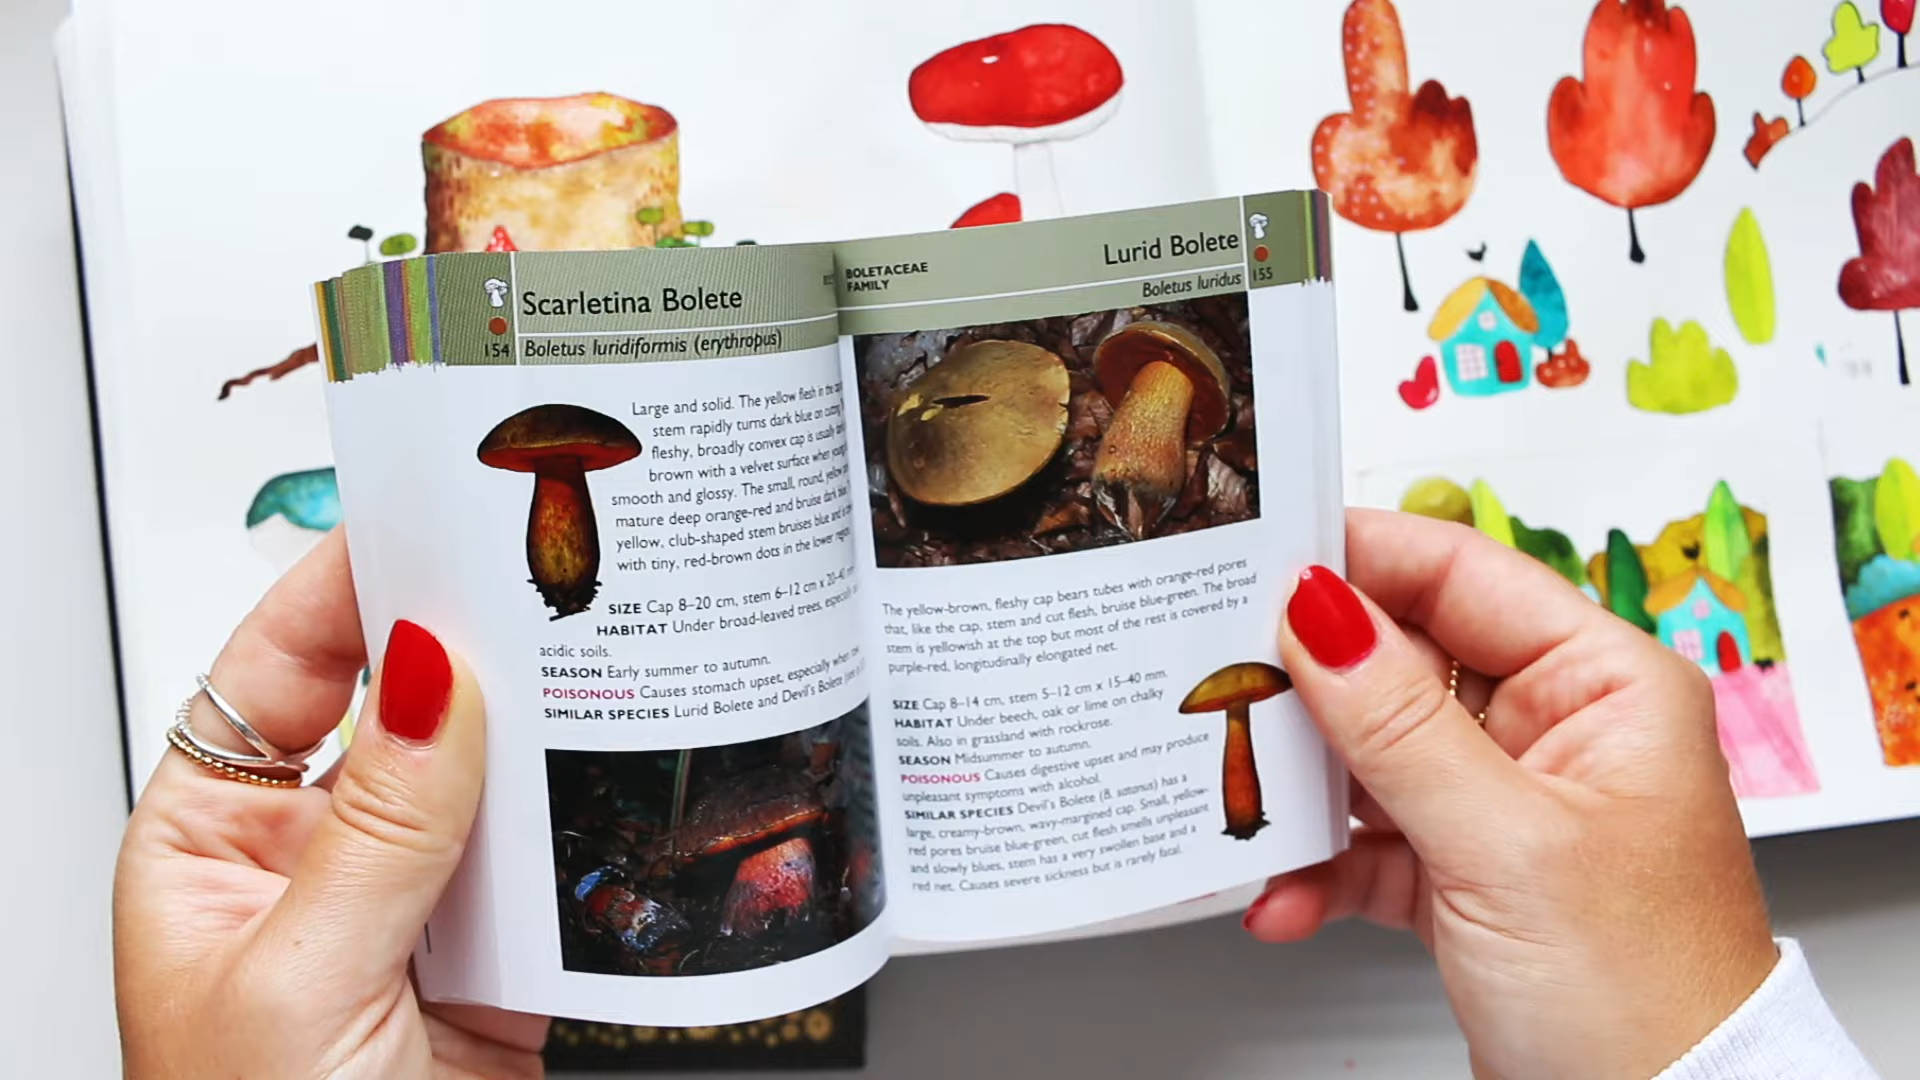 Scarletina Bolete
154 Boletus luridiformis (erythropus)
Large and solid. The yellow flesh in the
stem rapidly turns dark blue on cutting
fleshy, broadly convex cap is usually
brown with a velvet surface when young
smooth and glossy. The small, round, yellow
mature deep orange-red and bruise dark
yellow, club-shaped stem bruises blue and is
with tiny, red-brown dots in the lower region
SIZE Cap 8–20 cm, stem 6–12 cm x 20–40
HABITAT Under broad-leaved trees, especially
acidic soils.
SEASON Early summer to autumn.
POISONOUS Causes stomach upset, especially when
SIMILAR SPECIES Lurid Bolete and Devil's Bolete
BOLETACEAE
FAMILY
Lurid Bolete
Boletus luridus 155
The yellow-brown, fleshy cap bears tubes with orange-red pores
that, like the cap, stem and cut flesh, bruise blue-green. The broad
stem is yellowish at the top but most of the rest is covered by a
purple-red, longitudinally elongated net.
SIZE Cap 8–14 cm, stem 5–12 cm x 15–40 mm.
HABITAT Under beech, oak or lime on chalky
soils. Also in grassland with rockrose.
SEASON Midsummer to autumn.
POISONOUS Causes digestive upset and may produce
unpleasant symptoms with alcohol.
SIMILAR SPECIES Devil's Bolete (B. satanus) has a
large, creamy-brown, wavy-margined cap. Small, yellow-
red pores bruise blue-green, cut flesh smells unpleasant
and slowly blues, stem has a very swollen base and a
red net. Causes severe sickness but is rarely fatal.